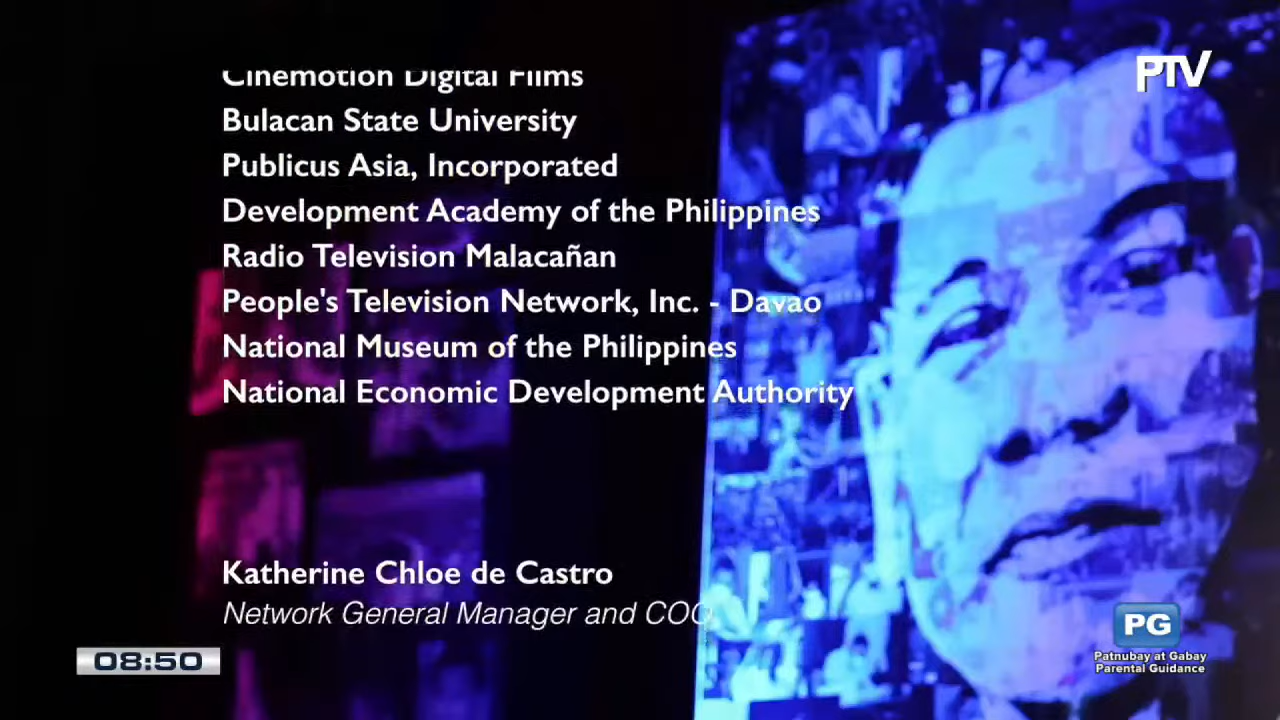 Cinemotion Digital Films
PTV
Bulacan State University
Publicus Asia, Incorporated
Development Academy of the Philippines
Radio Television Malacañan
People's Television Network, Inc. - Davao
National Museum of the Philippines
National Economic Development Authority
Katherine Chloe de Castro
Network General Manager and COO
PG
Patnubay at Gabay
Parental Guidance
08:50